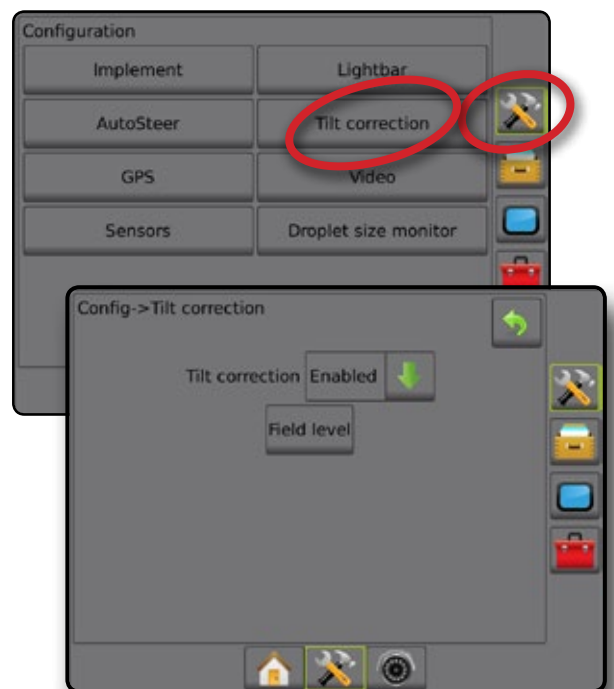 Configuration
Implement Lightbar
AutoSteer Tilt correction
GPS Video
Sensors Droplet size monitor
Config->Tilt correction
Tilt correction Enabled
Field level